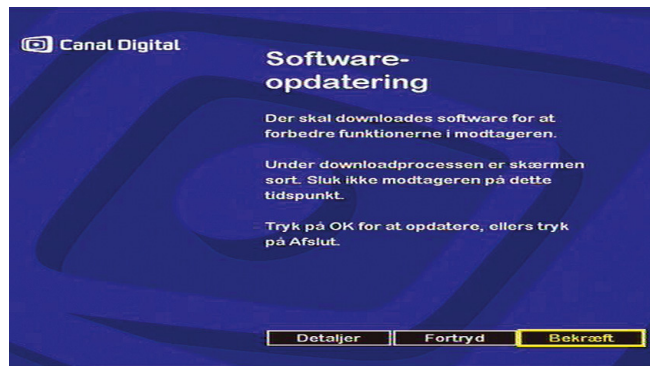 Canal Digital
Software-
opdatering
Der skal downloades software for at
forbedre funktionerne i modtageren.
Under downloadprocessen er skærmen
sort. Sluk ikke modtageren på dette
tidspunkt.
Tryk på OK for at opdatere, ellers tryk
på Afslut.
Detaljer
Fortryd
Bekræft